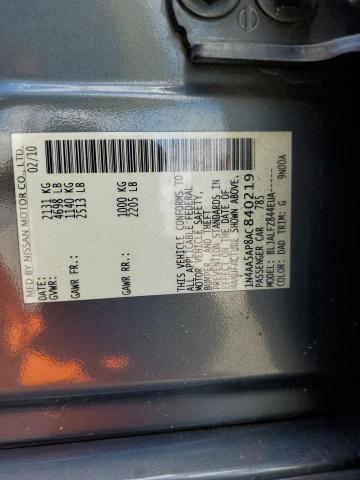 MFD BY NISSAN MOTOR CO., LTD.
02/10
GVWR: 2131 KG
4698 LB
GAWR FR: 1140 KG
2513 LB
GAWR RR: 1000 KG
2205 LB
THIS VEHICLE CONFORMS TO
ALL APPLICABLE FEDERAL
MOTOR VEHICLE SAFETY,
BUMPER, AND THEFT
PREVENTION STANDARDS
IN EFFECT ON THE DATE OF
MANUFACTURE SHOWN ABOVE.
1N4AA5AP8AC840219
PASSENGER CAR 785
MODEL: BLJALFZ844EUA-----
COLOR: DAD TRIM: G 9N0DA